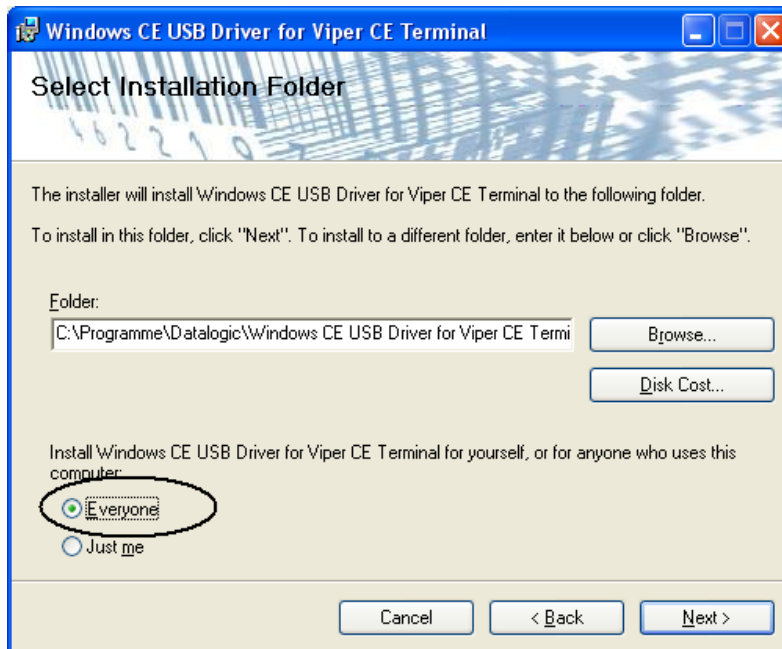 Windows CE USB Driver for Viper CE Terminal
Select Installation Folder
The installer will install Windows CE USB Driver for Viper CE Terminal to the following folder.
To install in this folder, click "Next". To install to a different folder, enter it below or click "Browse".
Folder:
C:\Programme\Datalogic\Windows CE USB Driver for Viper CE Termi
Browse...
Disk Cost...
Install Windows CE USB Driver for Viper CE Terminal for yourself, or for anyone who uses this
computer:
Everyone
Just me
Cancel
< Back
Next >